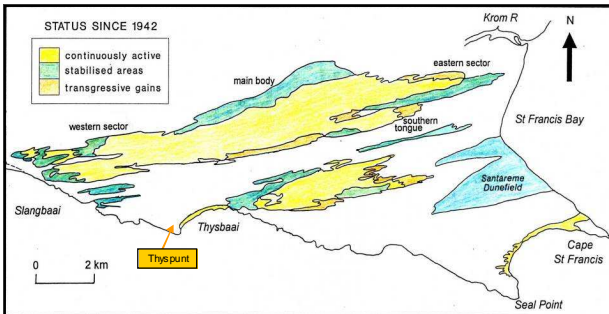 STATUS SINCE 1942
continuously active
stabilised areas
transgressive gains
Krom R
N
main body
eastern sector
western sector
southern
tongue
St Francis Bay
Santareme
Dunefield
Slangbaai
Thysbaai
Thyspunt
Cape
St Francis
0
2 km
Seal Point